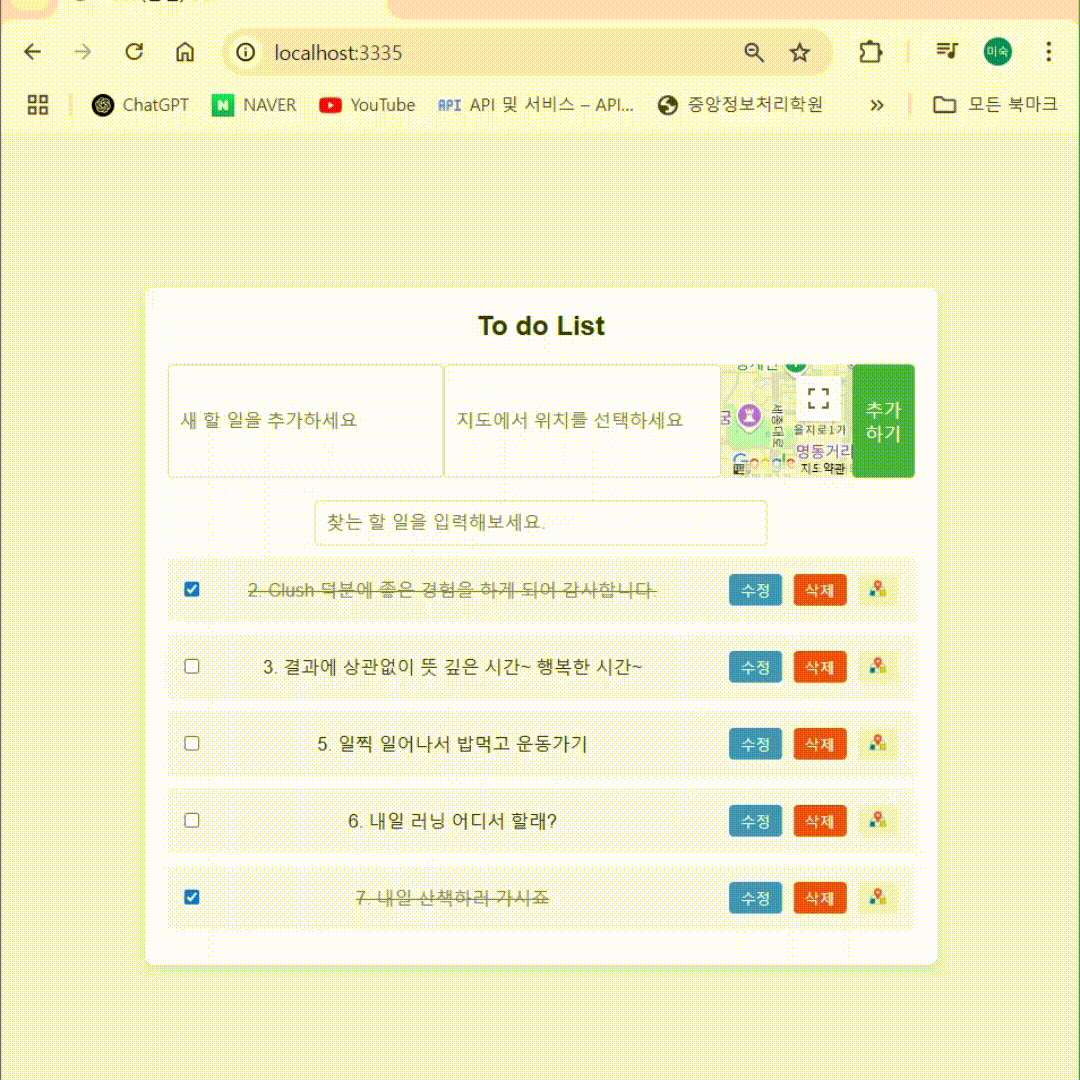 localhost:3335
미숙
ChatGPT
NAVER
YouTube
API API 및 서비스 – API...
중앙정보처리학원
모든 북마크
To do List
새 할 일을 추가하세요
지도에서 위치를 선택하세요
세종대로
을지로1가
명동거리
Google
지도 약관
추가
하기
찾는 할 일을 입력해보세요.
2. Clush 덕분에 좋은 경험을 하게 되어 감사합니다. 수정 삭제
3. 결과에 상관없이 뜻 깊은 시간~ 행복한 시간~ 수정 삭제
5. 일찍 일어나서 밥먹고 운동가기 수정 삭제
6. 내일 러닝 어디서 할래? 수정 삭제
7. 내일 산책하러 가시죠 수정 삭제